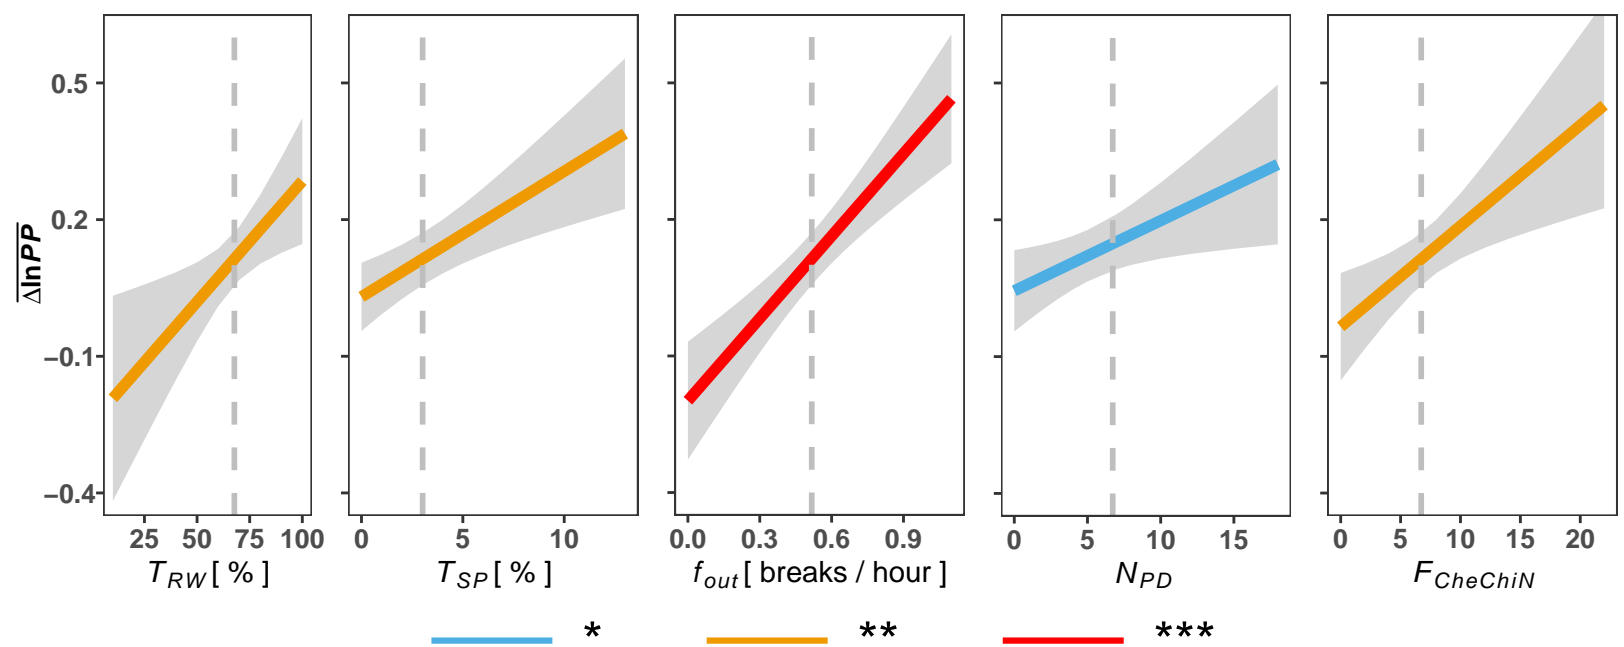 0.5
0.2
−0.1
−0.4
ΔlnPP
25 50 75 100 0 5 10 0.0 0.3 0.6 0.9 0 5 10 15 0 5 10 15 20
T_RW [ % ] T_SP [ % ] f_out [ breaks / hour ] N_PD F_CheChiN
* ** ***